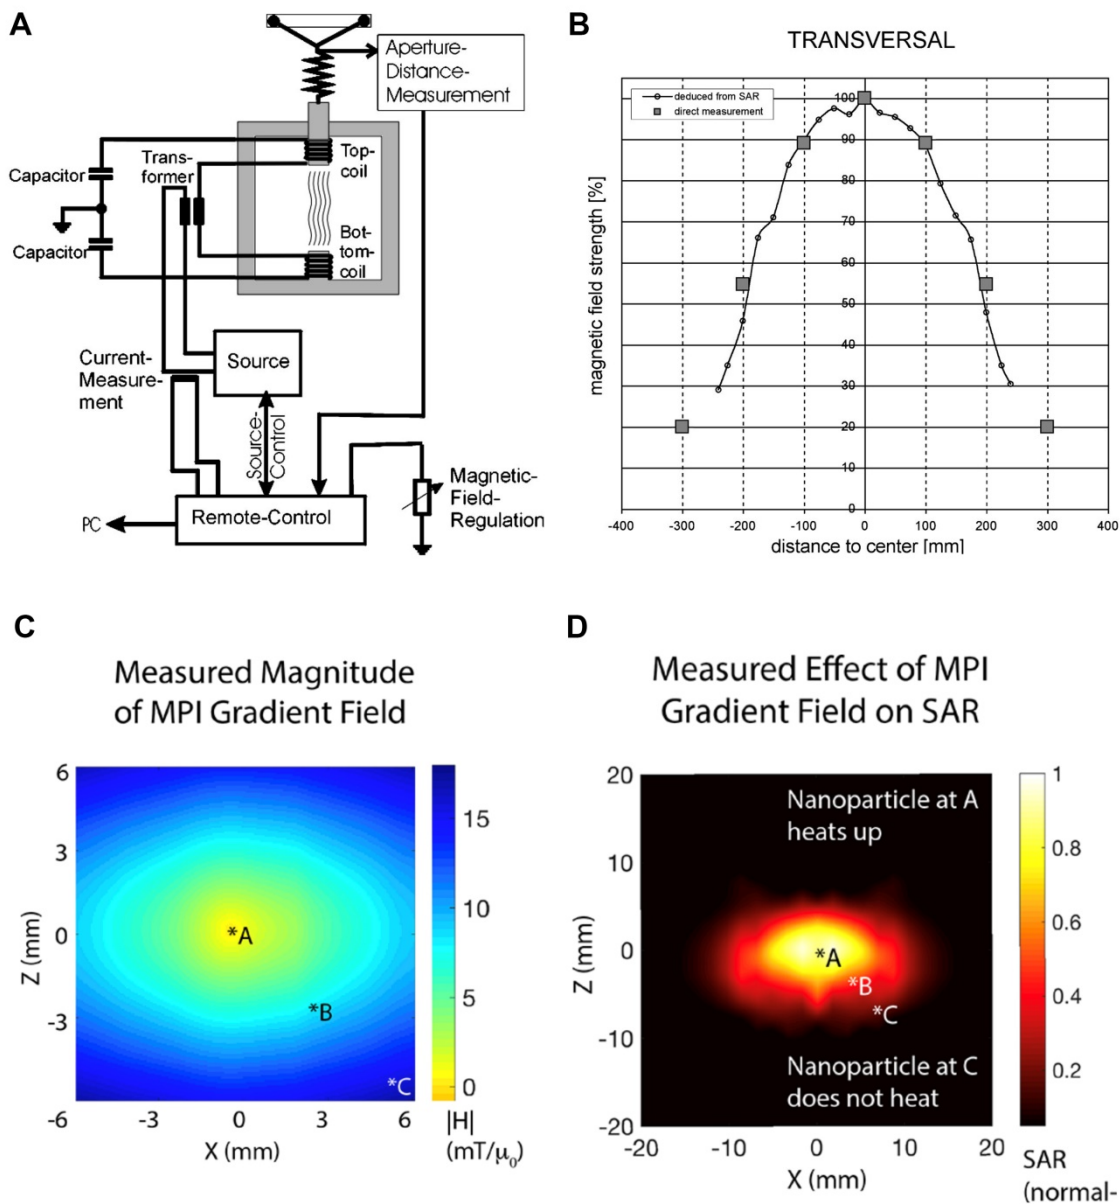 A
Aperture-
Distance-
Measurement
Trans-
former
Top-
coil
Capacitor
Bot-
tom-
coil
Capacitor
Current-
Measure-
ment
Source
Source-
Control
Magnetic-
Field-
Regulation
PC
Remote-Control
B
TRANSVERSAL
deduced from SAR
direct measurement
magnetic field strength [%]
100
90
80
70
60
50
40
30
20
10
0
-400 -300 -200 -100 0 100 200 300 400
distance to center [mm]
C
Measured Magnitude
of MPI Gradient Field
6
3
0
-3
-6 -3 0 3 6
Z (mm)
X (mm)
*A
*B
*C
15
10
5
0
|H|
(mT/μ0)
D
Measured Effect of MPI
Gradient Field on SAR
20
10
0
-10
-20
Z (mm)
Nanoparticle at A
heats up
*A
*B
*C
Nanoparticle at C
does not heat
-20 -10 0 10 20
X (mm)
1
0.8
0.6
0.4
0.2
SAR
(normal-